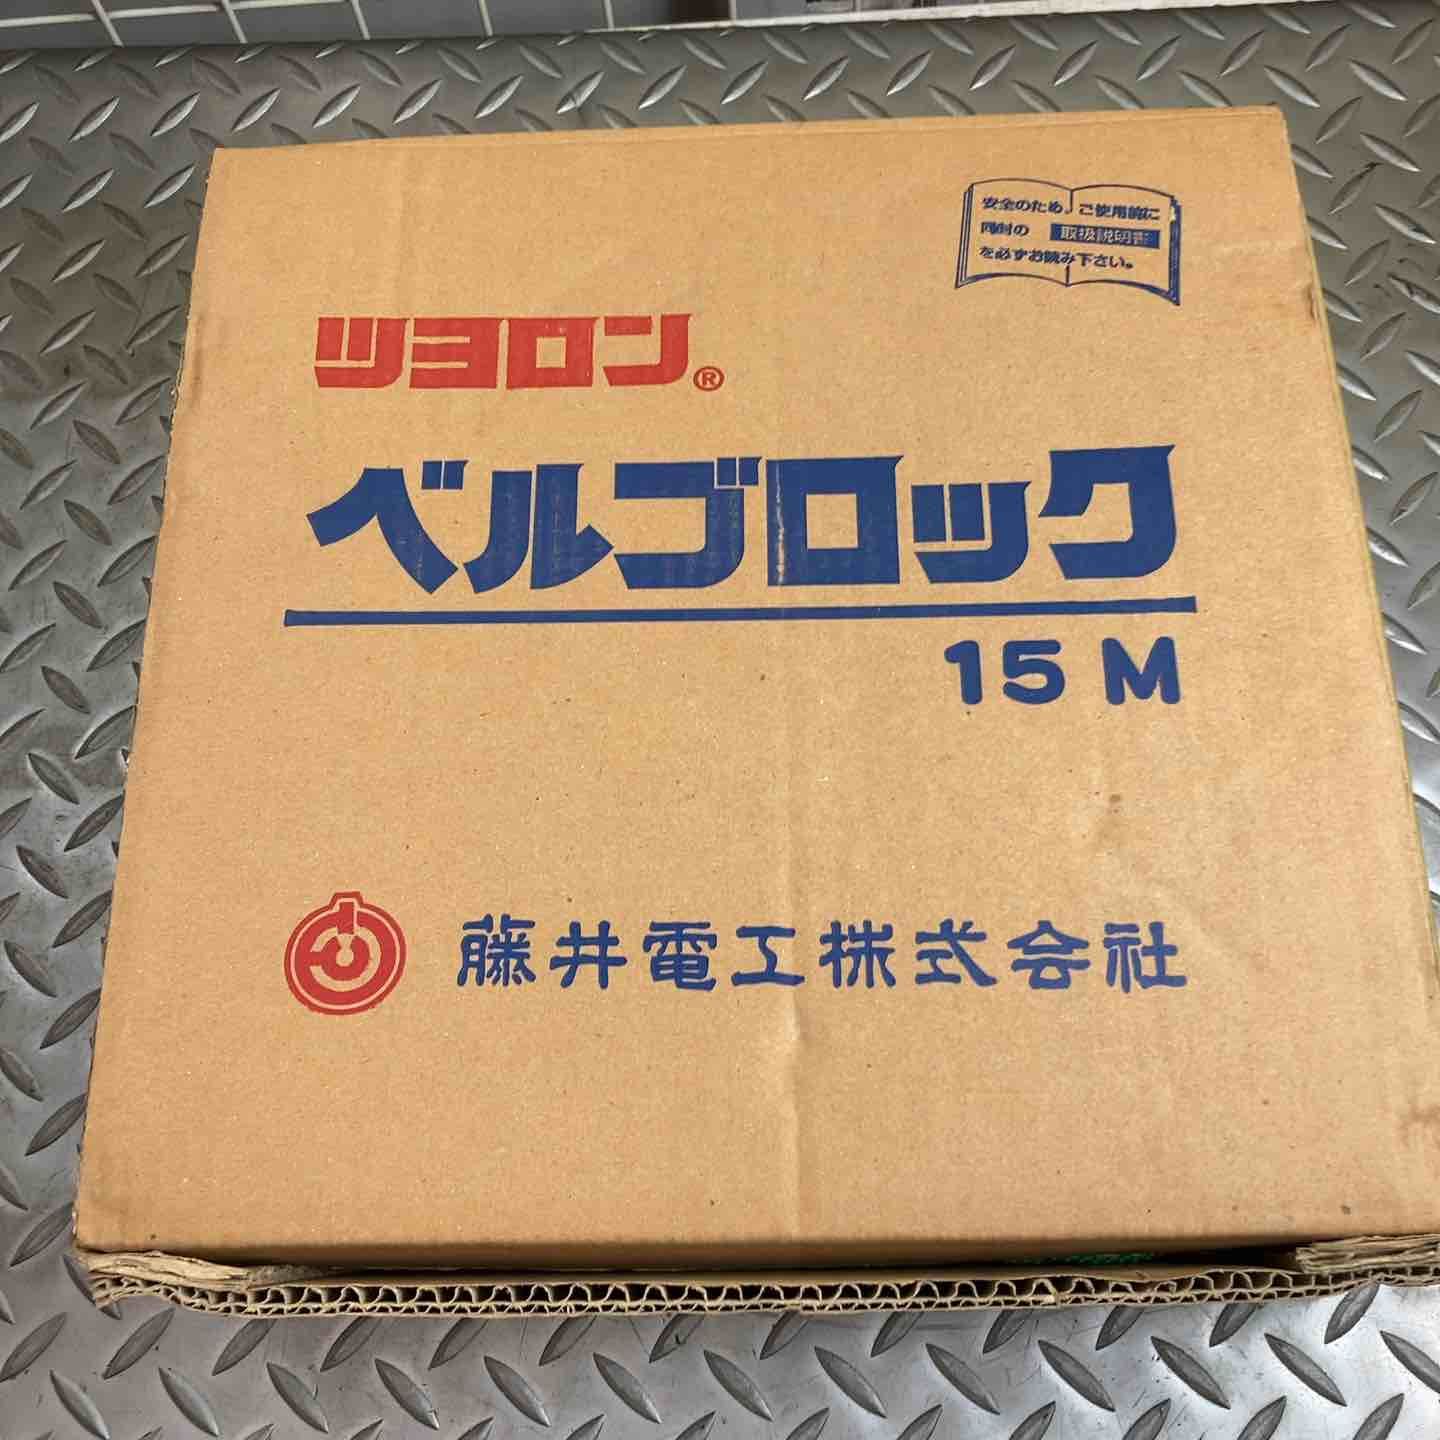 安全のため、ご使用前に
同封の 取扱説明書
を必ずお読み下さい。
ツヨロン®
ベルブロック
15M
藤井電工株式会社